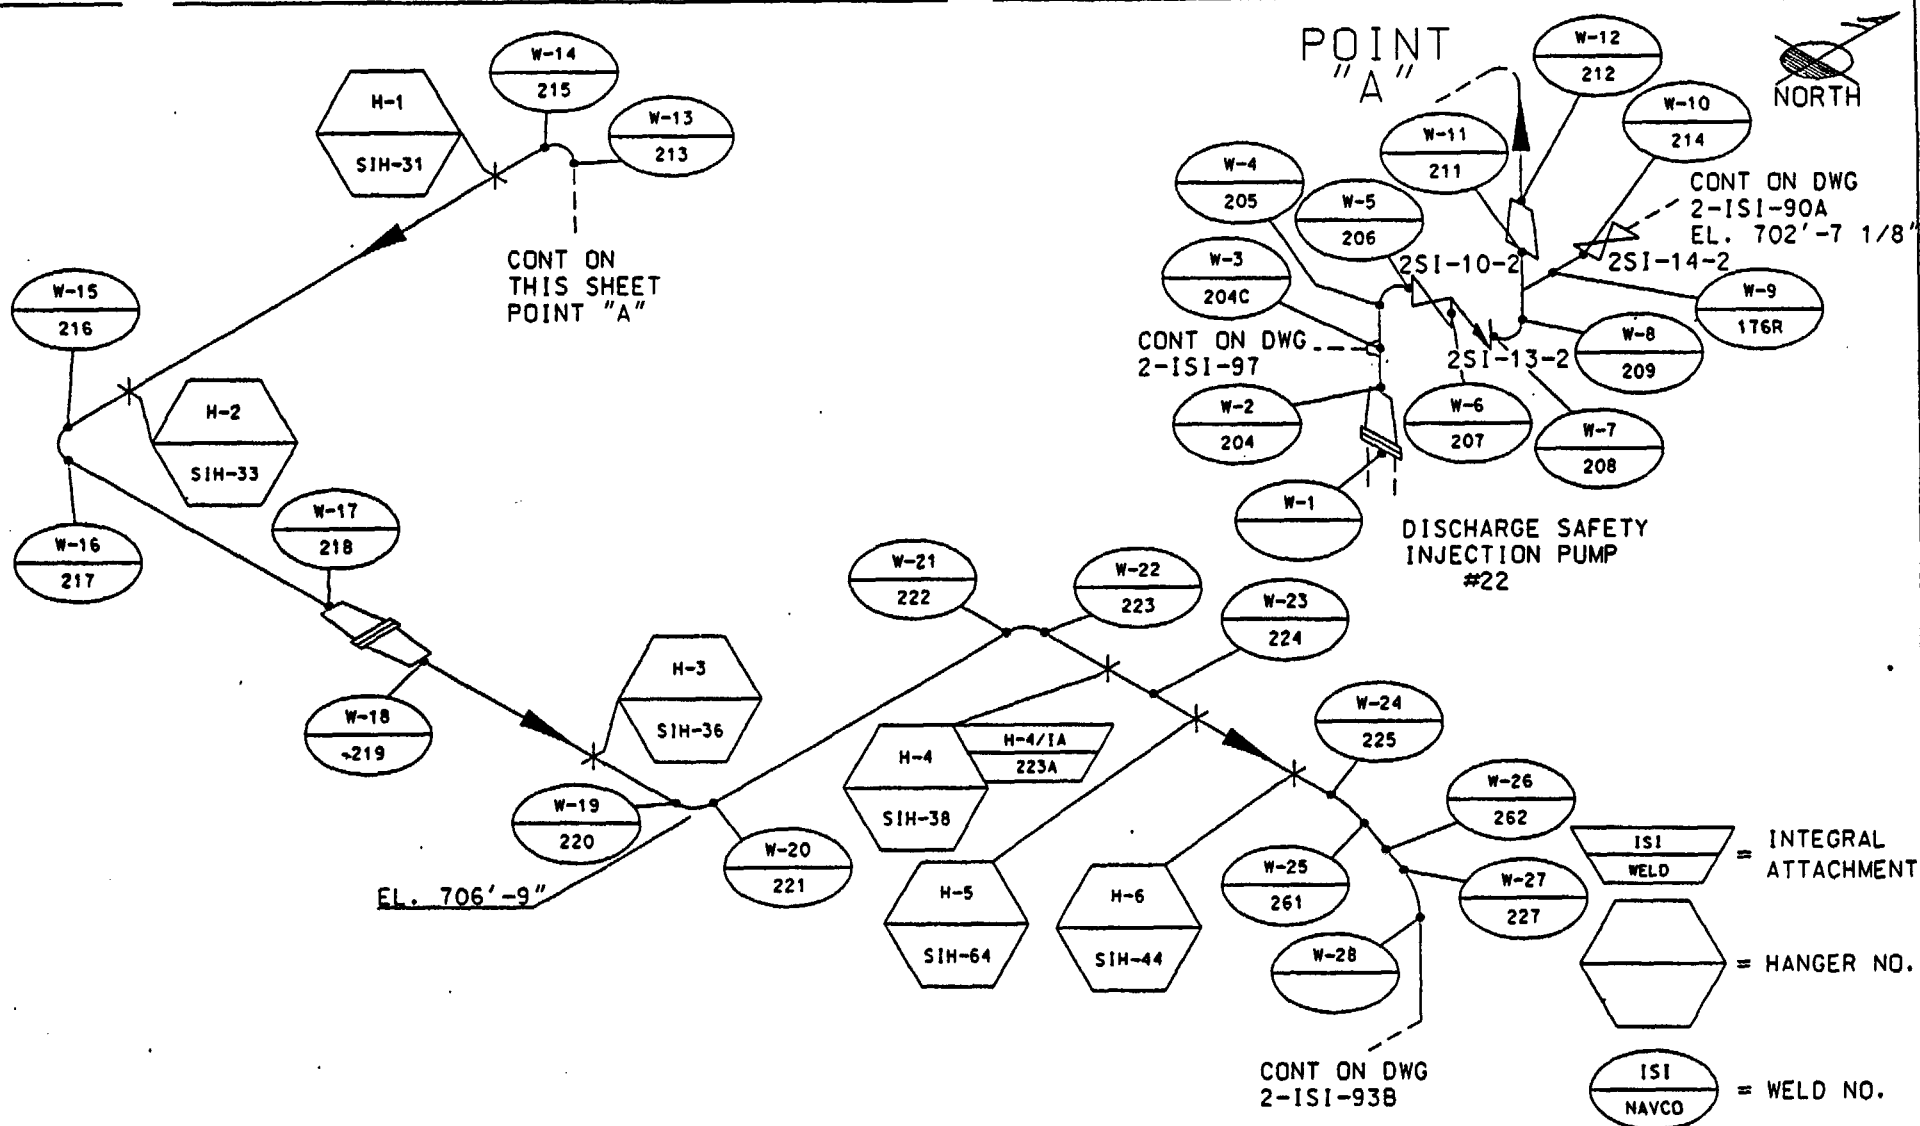 W-14
215
H-1
SIH-31
W-13
213
CONT ON
THIS SHEET
POINT "A"
POINT
"A"
W-12
212
NORTH
W-10
214
W-11
211
W-4
205
W-5
206
CONT ON DWG
2-ISI-90A
EL. 702'-7 1/8"
2SI-10-2
2SI-14-2
W-3
204C
W-9
176R
CONT ON DWG
2-ISI-97
2SI-13-2
W-8
209
W-2
204
W-6
207
W-7
208
W-1
DISCHARGE SAFETY
INJECTION PUMP
#22
W-15
216
H-2
SIH-33
W-16
217
W-17
218
W-18
219
H-3
SIH-36
W-19
220
W-20
221
EL. 706'-9"
W-21
222
W-22
223
W-23
224
H-4
SIH-38
H-4/IA
223A
W-24
225
W-26
262
H-5
SIH-64
H-6
SIH-44
W-25
261
W-27
227
W-28
CONT ON DWG
2-ISI-93B
ISI
WELD
= INTEGRAL
ATTACHMENT
= HANGER NO.
ISI
NAVCO
= WELD NO.